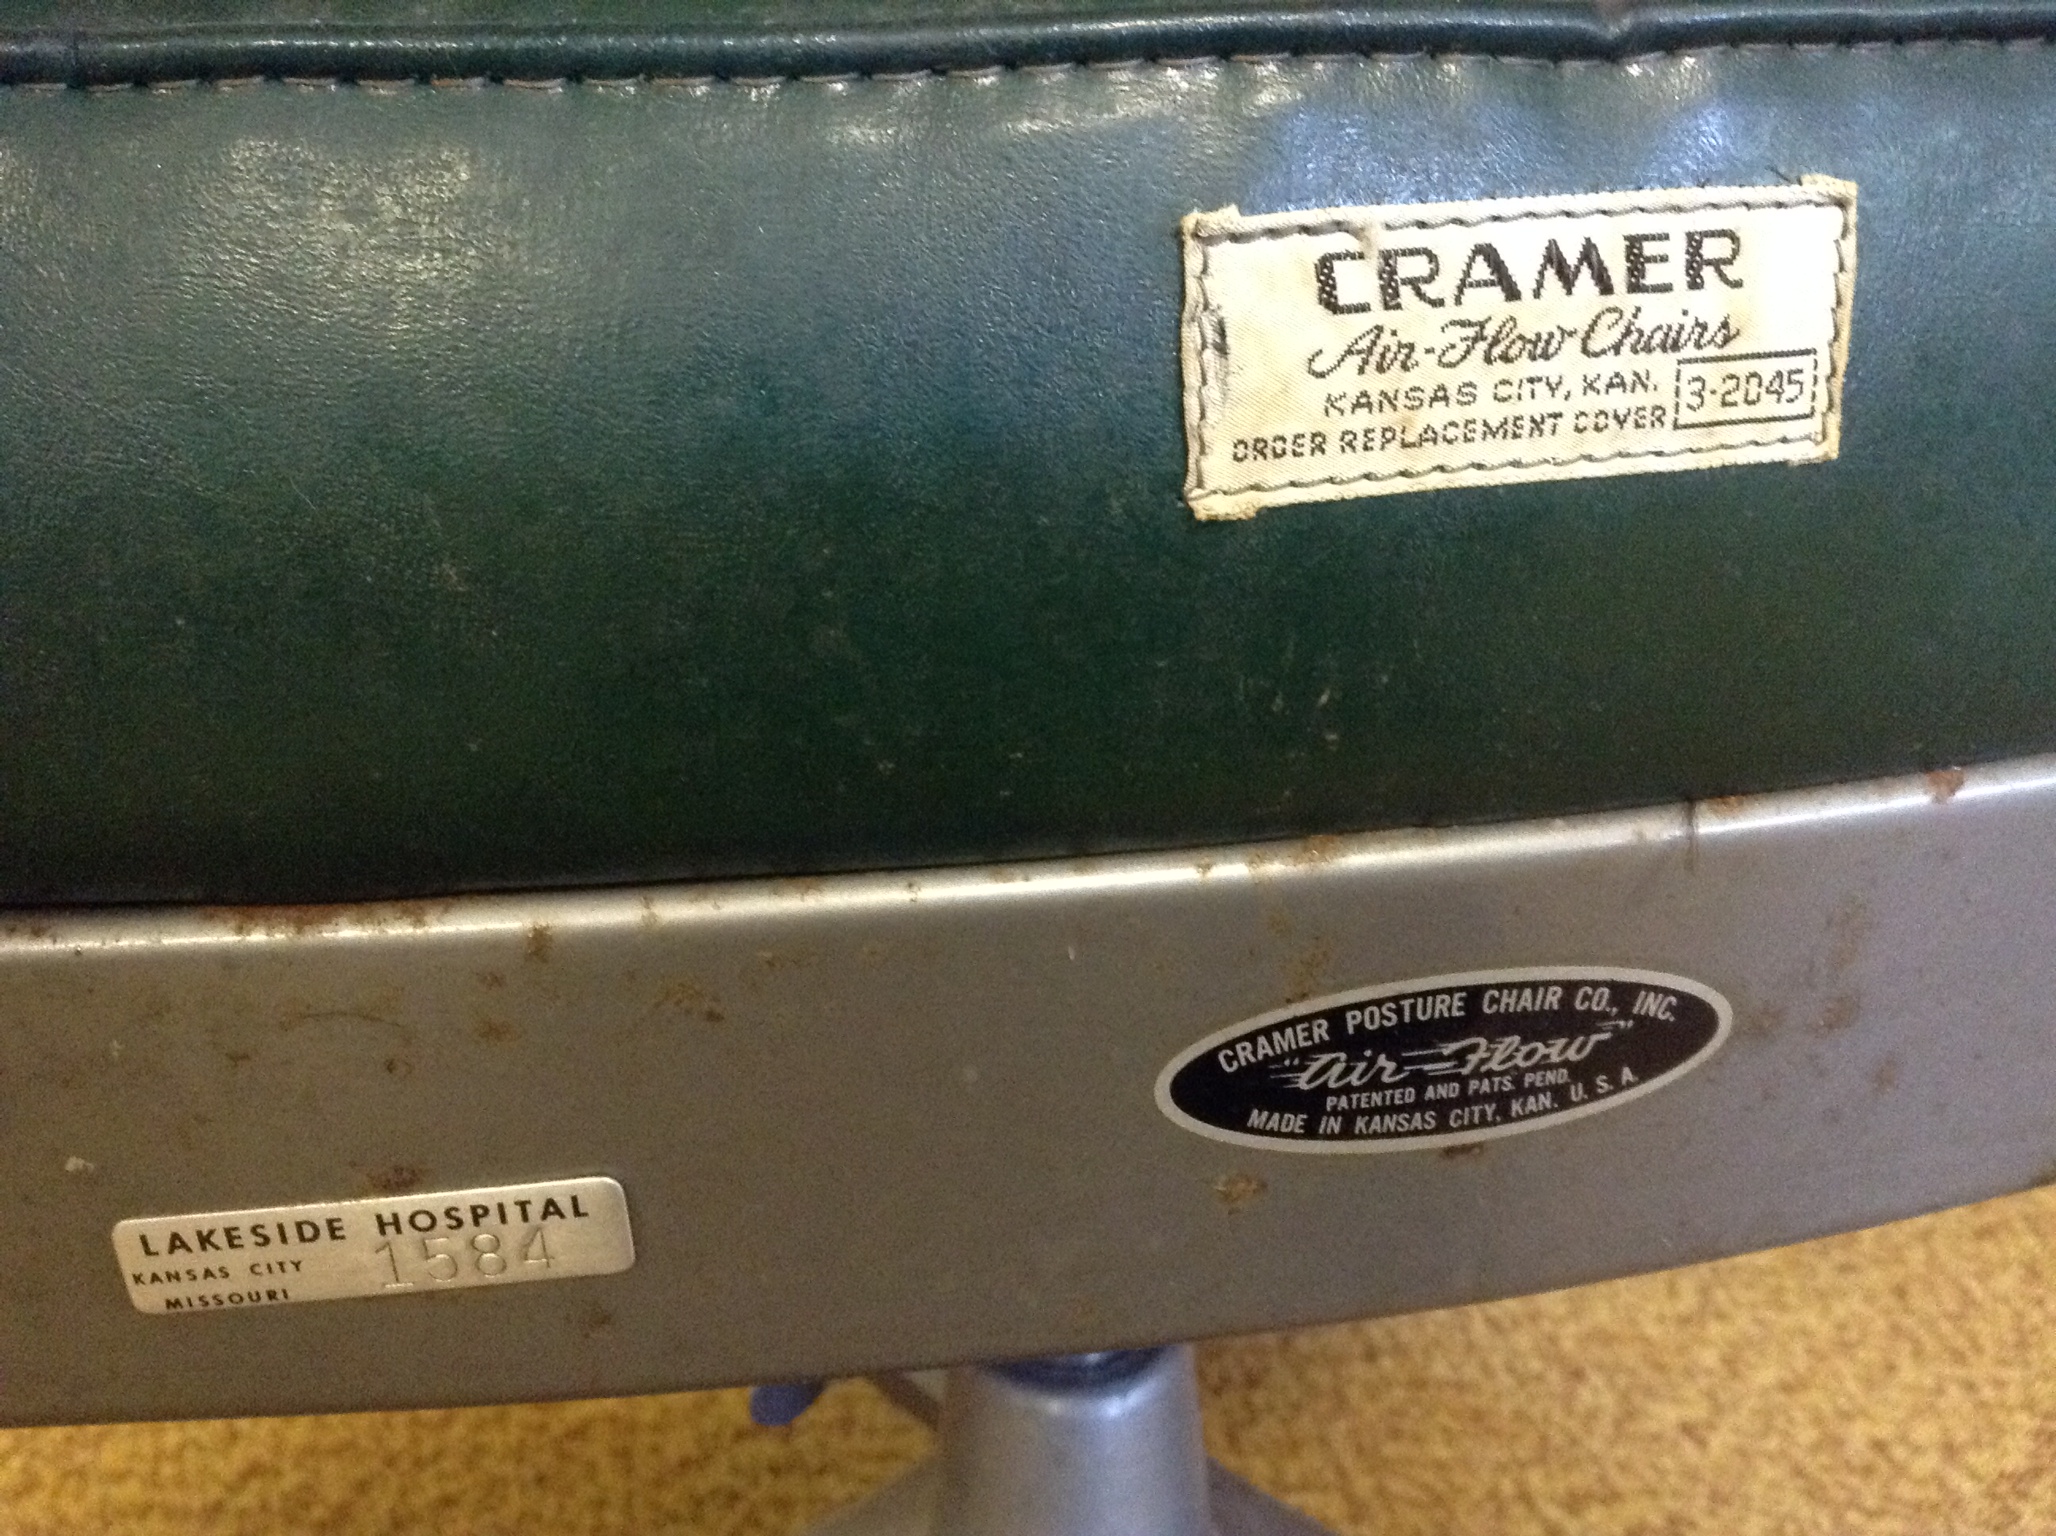 CRAMER
Air-Flow Chairs
KANSAS CITY, KAN.
ORDER REPLACEMENT COVER 3-2045
CRAMER POSTURE CHAIR CO., INC.
"Air-Flow"
PATENTED AND PATS. PEND.
MADE IN KANSAS CITY, KAN. U. S. A.
LAKESIDE HOSPITAL
KANSAS CITY 1584
MISSOURI